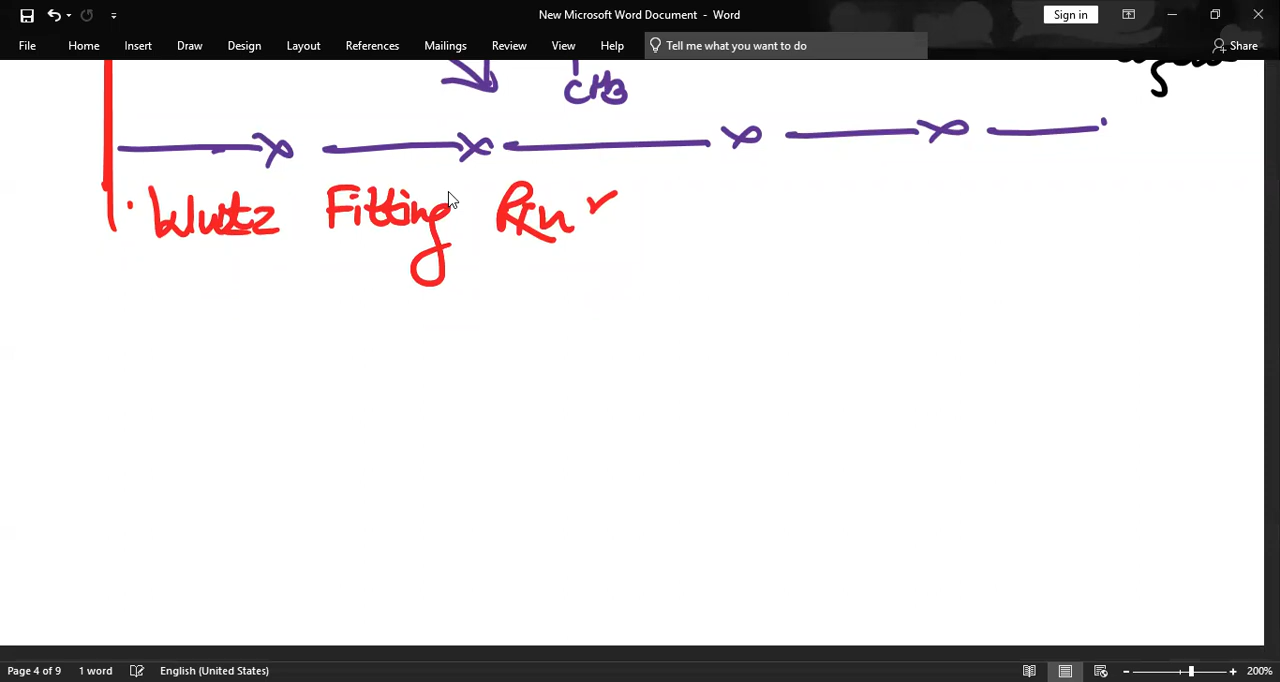 New Microsoft Word Document - Word
Sign in
File Home Insert Draw Design Layout References Mailings Review View Help Tell me what you want to do Share
CH3
Wutz Fitting Rxn
Page 4 of 9 1 word English (United States) 200%